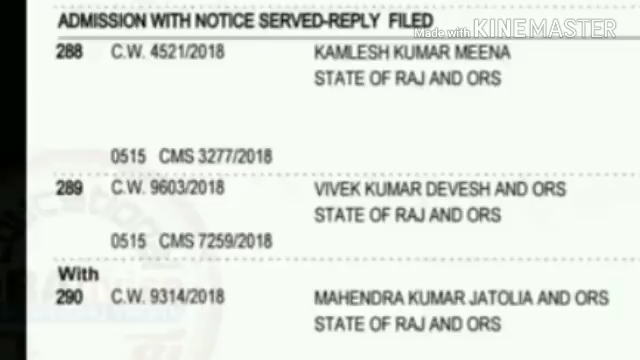 ADMISSION WITH NOTICE SERVED-REPLY FILED
Made with KINEMASTER
288 C.W. 4521/2018 KAMLESH KUMAR MEENA
STATE OF RAJ AND ORS
0515 CMS 3277/2018
289 C.W. 9603/2018 VIVEK KUMAR DEVESH AND ORS
STATE OF RAJ AND ORS
0515 CMS 7259/2018
With
290 C.W. 9314/2018 MAHENDRA KUMAR JATOLIA AND ORS
STATE OF RAJ AND ORS